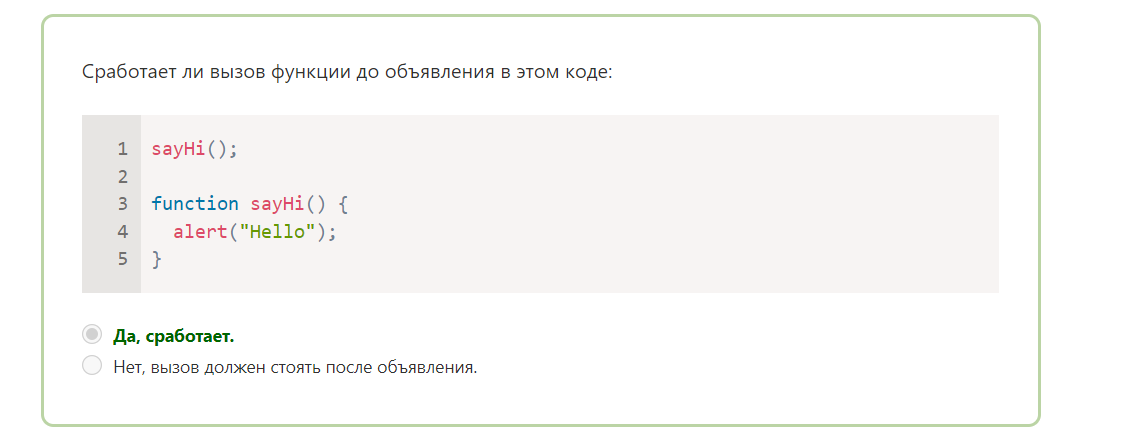 Сработает ли вызов функции до объявления в этом коде:
1 sayHi();
2
3 function sayHi() {
4   alert("Hello");
5 }
Да, сработает.
Нет, вызов должен стоять после объявления.